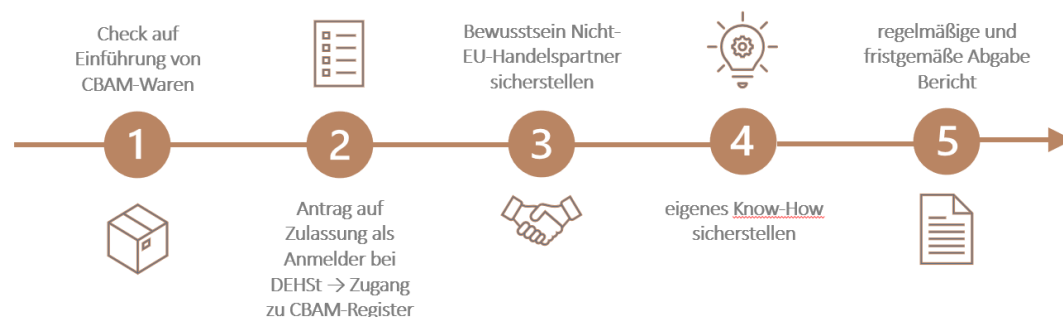 Check auf
Einführung von
CBAM-Waren
1
2
Antrag auf
Zulassung als
Anmelder bei
DEHSt → Zugang
zu CBAM-Register
Bewusstsein Nicht-
EU-Handelspartner
sicherstellen
3
4
eigenes Know-How
sicherstellen
regelmäßige und
fristgemäße Abgabe
Bericht
5